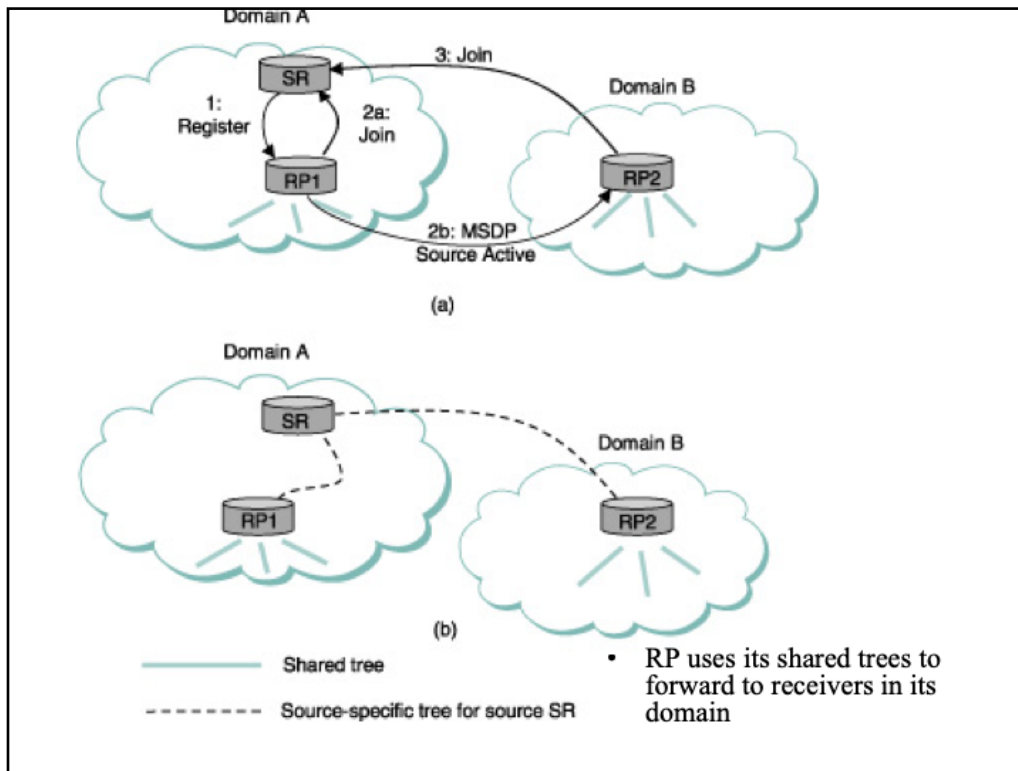 Domain A
SR
3: Join
Domain B
1:
Register
2a:
Join
RP1
RP2
2b: MSDP
Source Active
(a)
Domain A
SR
Domain B
RP1
RP2
(b)
Shared tree
Source-specific tree for source SR
• RP uses its shared trees to
forward to receivers in its
domain